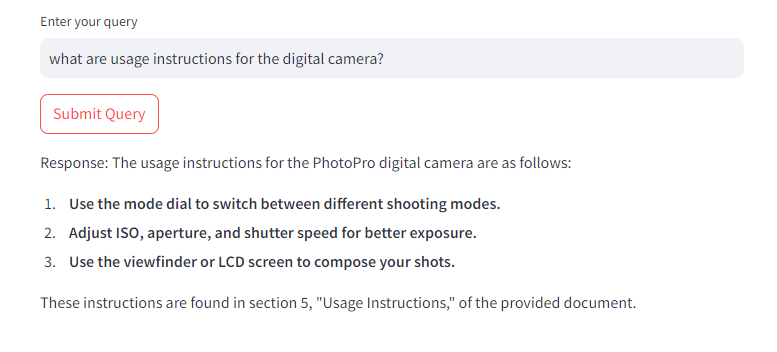 Enter your query
what are usage instructions for the digital camera?
Submit Query
Response: The usage instructions for the PhotoPro digital camera are as follows:
1. Use the mode dial to switch between different shooting modes.
2. Adjust ISO, aperture, and shutter speed for better exposure.
3. Use the viewfinder or LCD screen to compose your shots.
These instructions are found in section 5, "Usage Instructions," of the provided document.